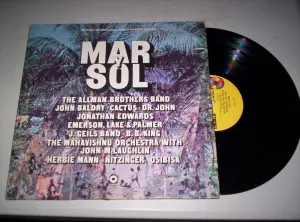 MAR
Y
SOL
THE ALLMAN BROTHERS BAND
JOHN BALDRY · CACTUS · DR. JOHN
JONATHAN EDWARDS
EMERSON, LAKE & PALMER
J. GEILS BAND · B.B. KING
THE MAHAVISHNU ORCHESTRA WITH
JOHN McLAUGHLIN
HERBIE MANN · NITZINGER · OSIBISA